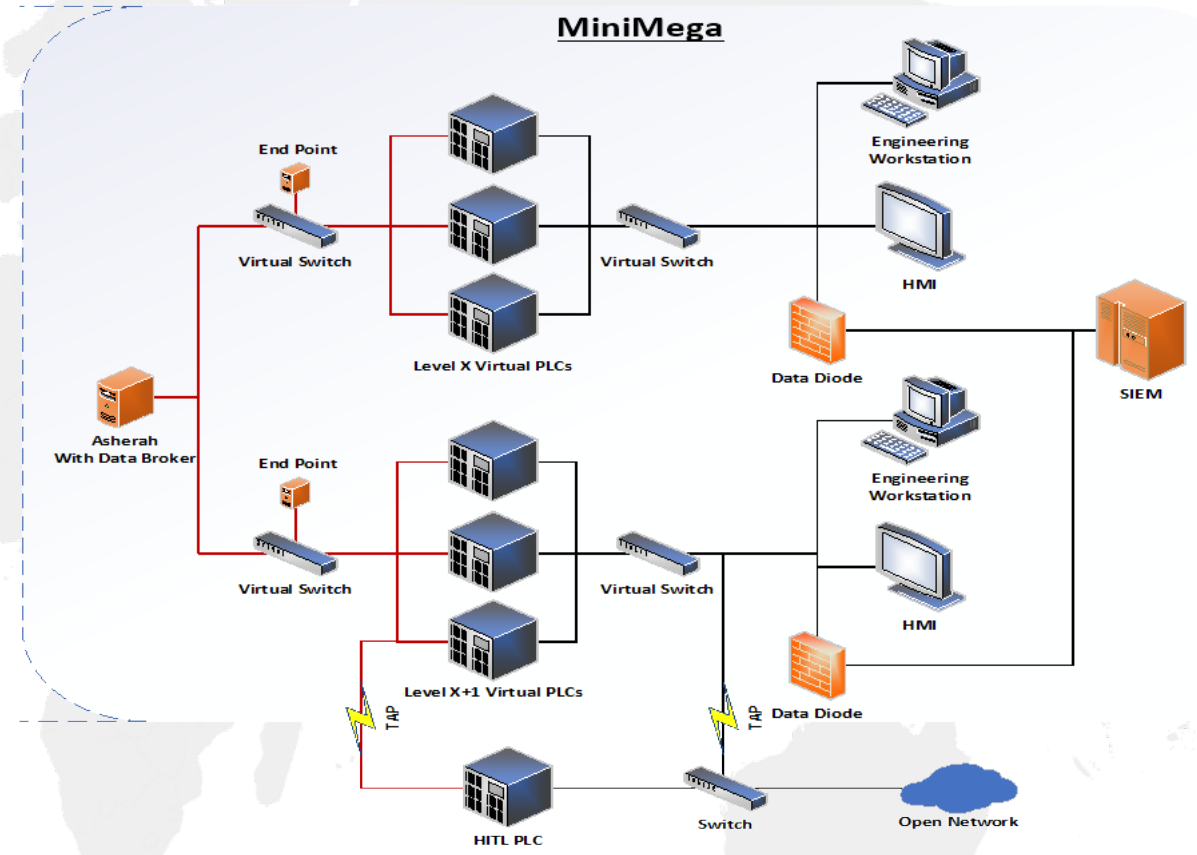 MiniMega
Engineering
Workstation
End Point
Virtual Switch
Virtual Switch
HMI
Level X Virtual PLCs
Data Diode
SIEM
Asherah
With Data Broker
End Point
Engineering
Workstation
Virtual Switch
Virtual Switch
HMI
Level X+1 Virtual PLCs
TAP
TAP
Data Diode
HITL PLC
Switch
Open Network